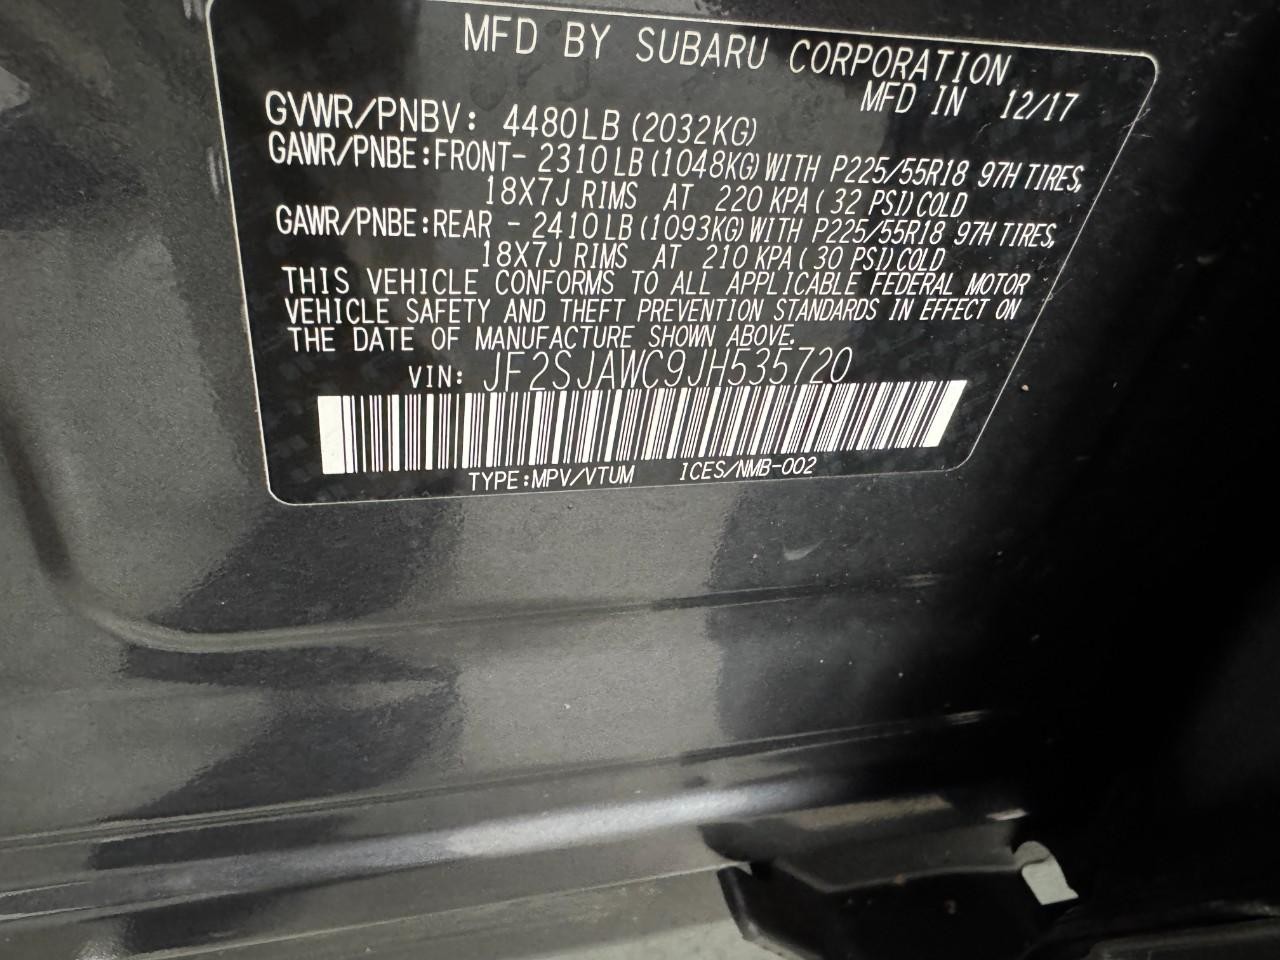 MFD BY SUBARU CORPORATION
MFD IN 12/17
GVWR/PNBV: 4480LB (2032KG)
GAWR/PNBE:FRONT- 2310LB (1048KG) WITH P225/55R18 97H TIRES,
18X7J RIMS AT 220 KPA ( 32 PSI) COLD
GAWR/PNBE:REAR - 2410LB (1093KG) WITH P225/55R18 97H TIRES,
18X7J RIMS AT 210 KPA ( 30 PSI) COLD
THIS VEHICLE CONFORMS TO ALL APPLICABLE FEDERAL MOTOR
VEHICLE SAFETY AND THEFT PREVENTION STANDARDS IN EFFECT ON
THE DATE OF MANUFACTURE SHOWN ABOVE.
VIN: JF2SJAWC9JH535720
TYPE:MPV/VTUM ICES/NMB-002